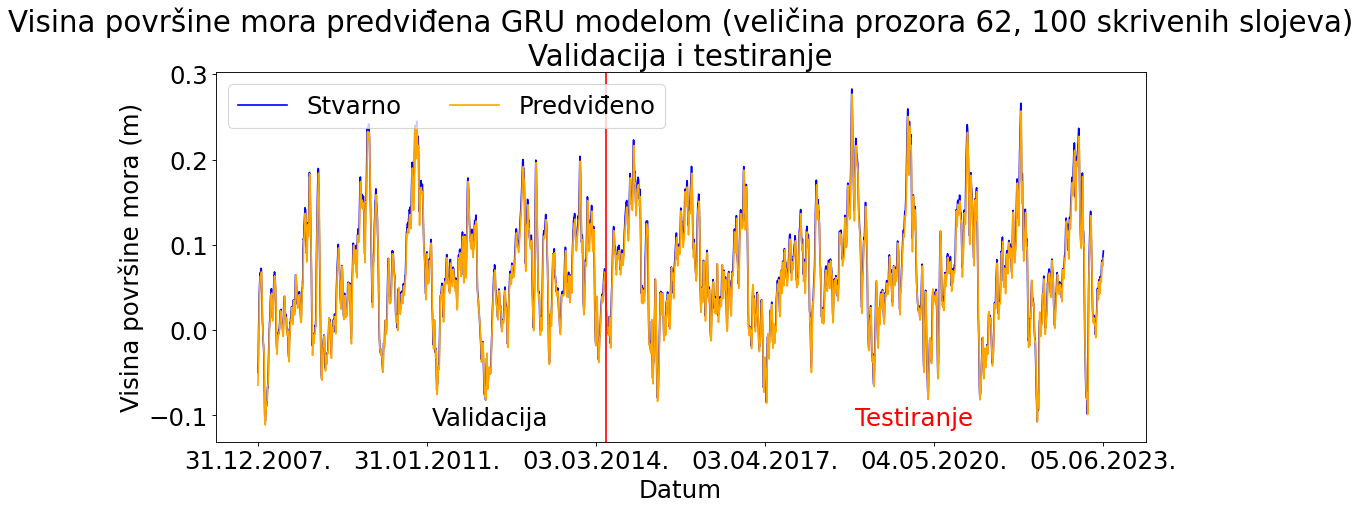 Visina površine mora predviđena GRU modelom (veličina prozora 62, 100 skrivenih slojeva)
Validacija i testiranje
Stvarno
Predviđeno
Visina površine mora (m)
0.3
0.2
0.1
0.0
−0.1
Validacija
Testiranje
31.12.2007.
31.01.2011.
03.03.2014.
03.04.2017.
04.05.2020.
05.06.2023.
Datum